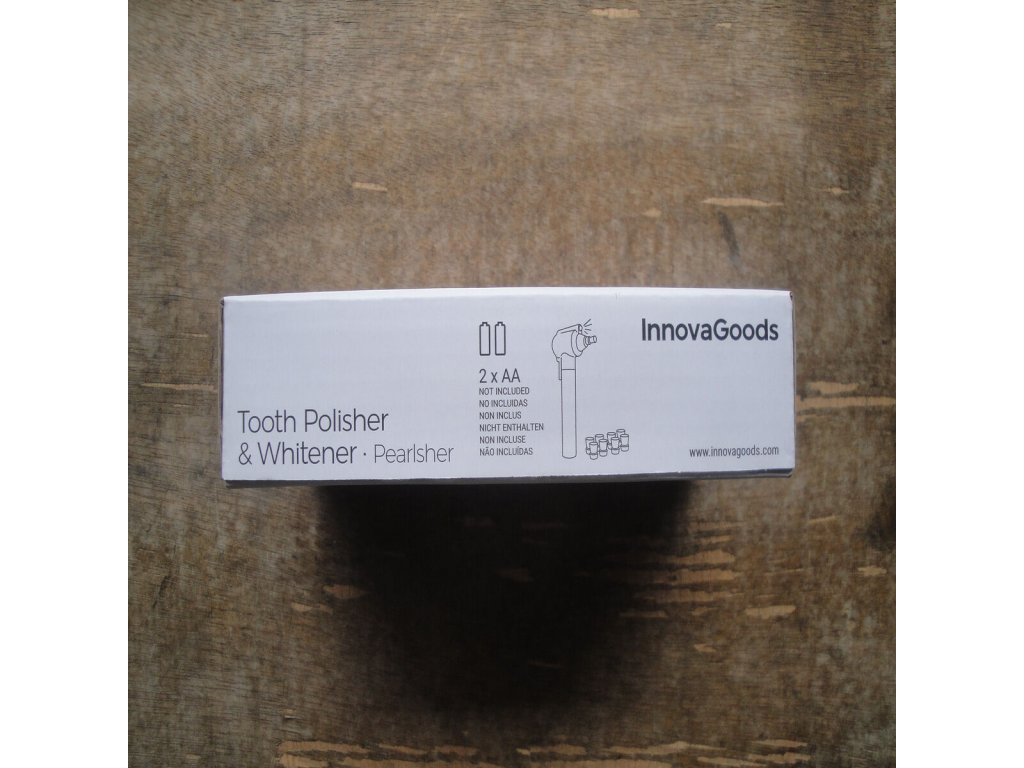 InnovaGoods
2 x AA
NOT INCLUDED
NO INCLUIDAS
NON INCLUS
NICHT ENTHALTEN
NON INCLUSE
NÃO INCLUÍDAS
Tooth Polisher
& Whitener · Pearlsher
www.innovagoods.com